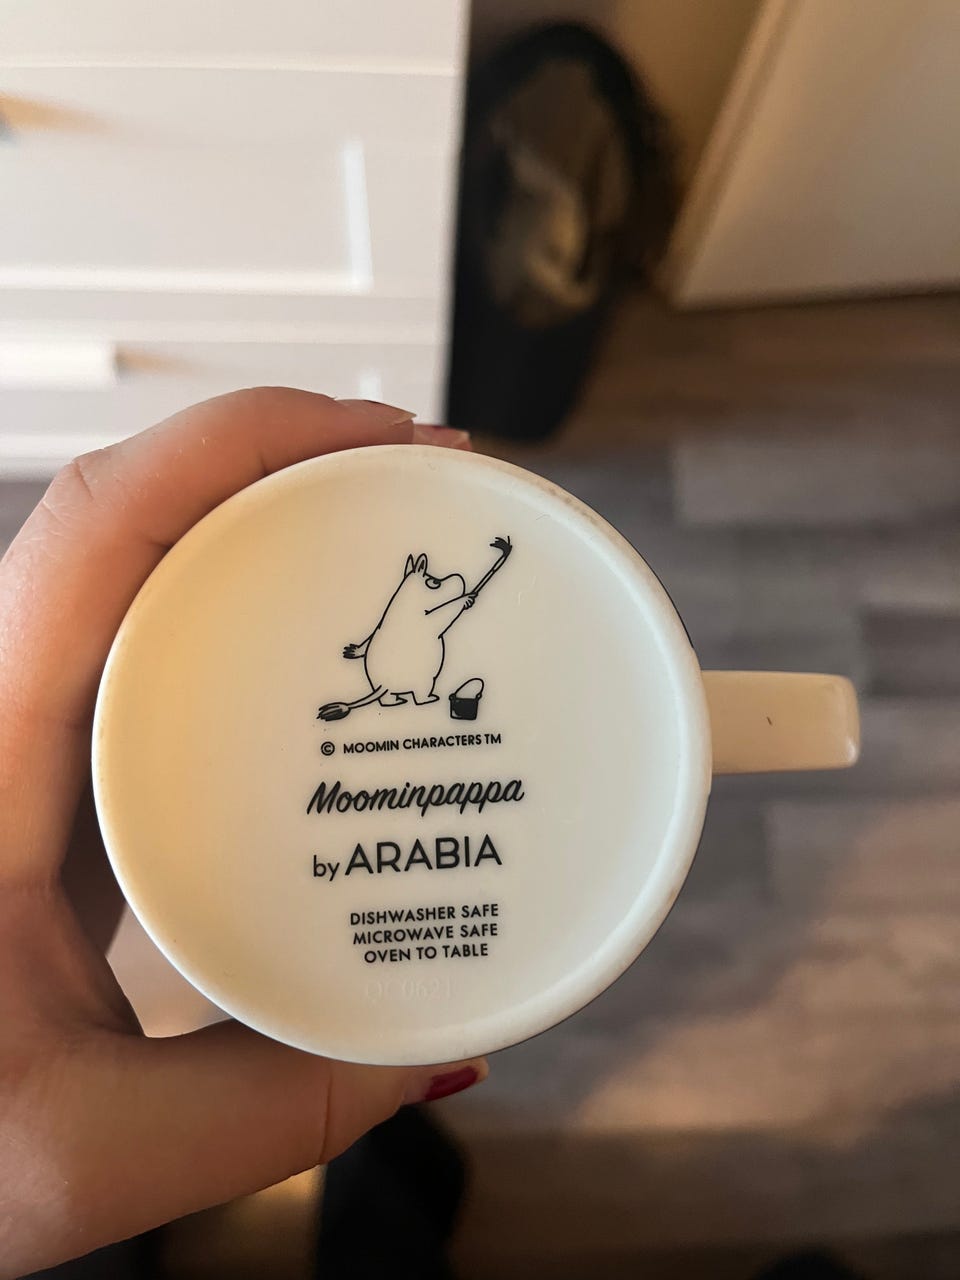 © MOOMIN CHARACTERS TM
Moominpappa
by ARABIA
DISHWASHER SAFE
MICROWAVE SAFE
OVEN TO TABLE